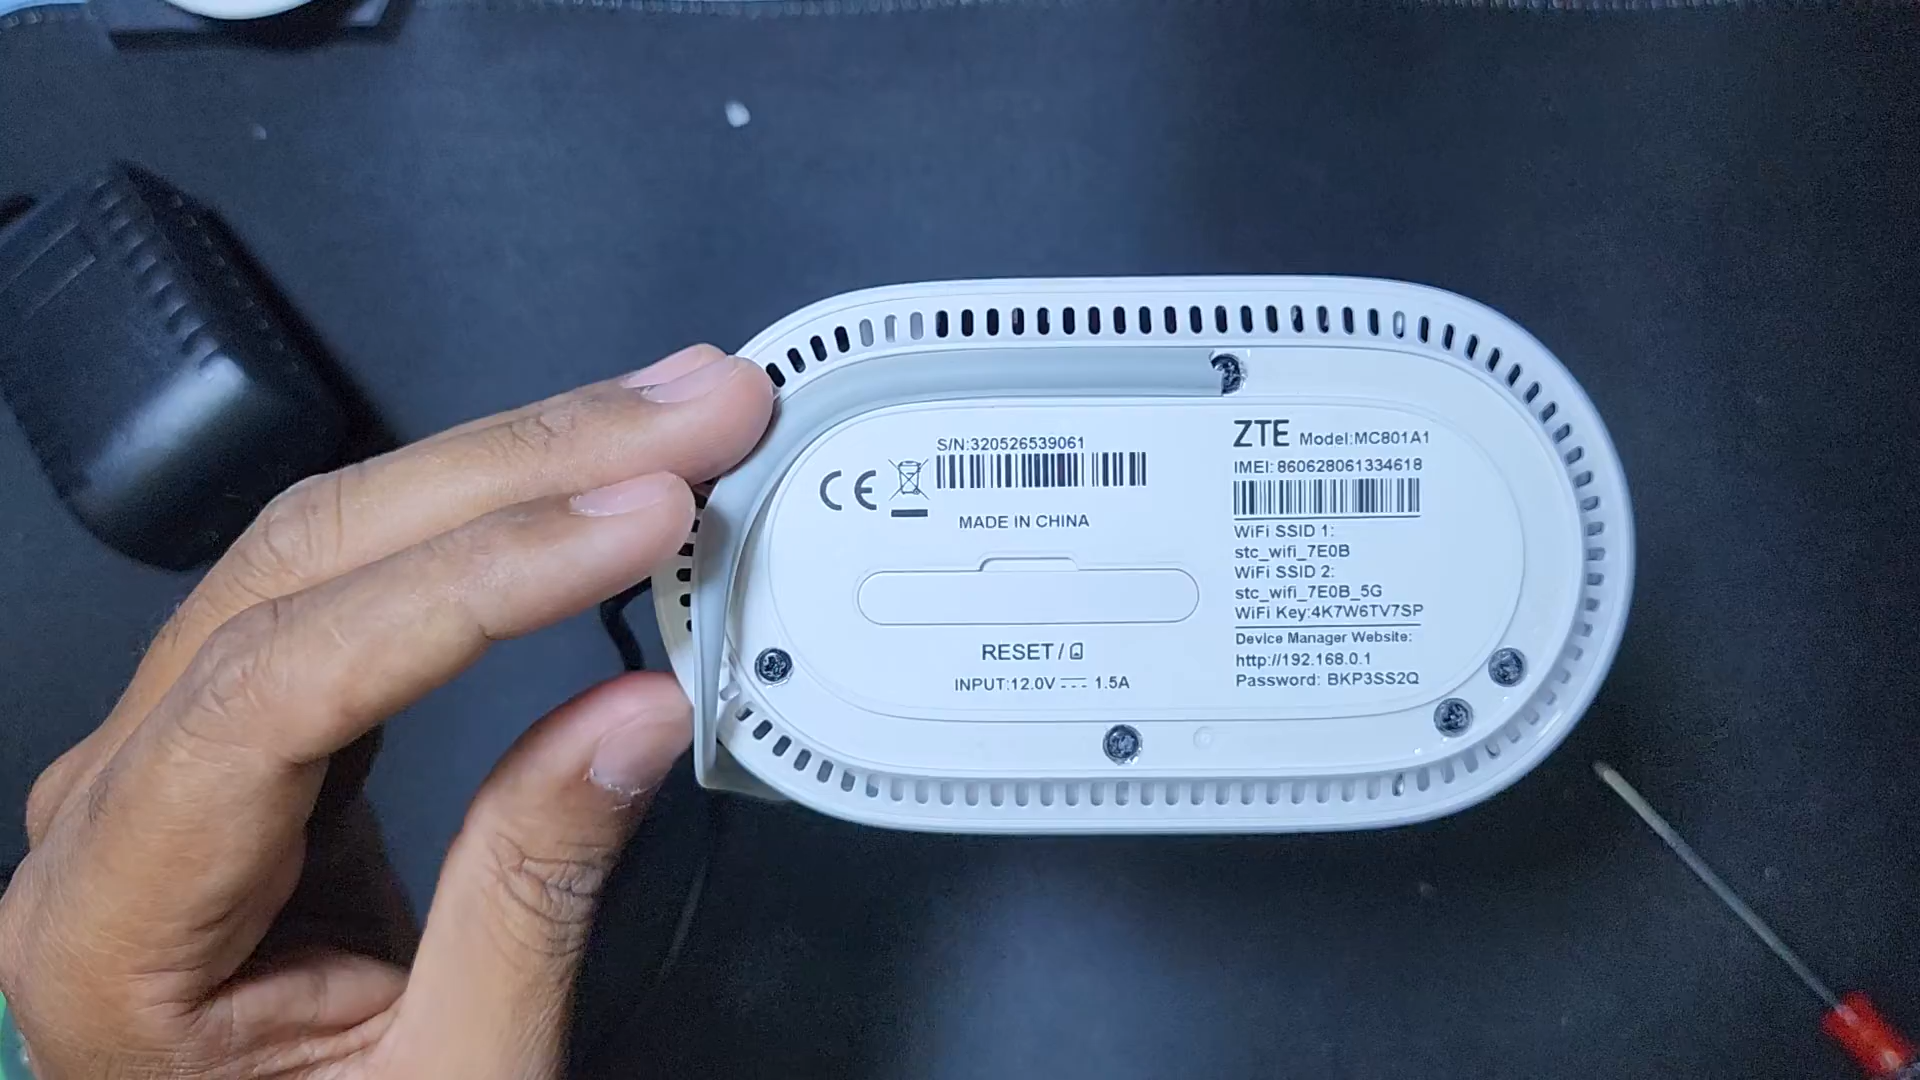 S/N:320526539061
CE
MADE IN CHINA
RESET /
INPUT:12.0V 1.5A
ZTE Model:MC801A1
IMEI: 860628061334618
WiFi SSID 1:
stc_wifi_7E0B
WiFi SSID 2:
stc_wifi_7E0B_5G
WiFi Key:4K7W6TV7SP
Device Manager Website:
http://192.168.0.1
Password: BKP3SS2Q